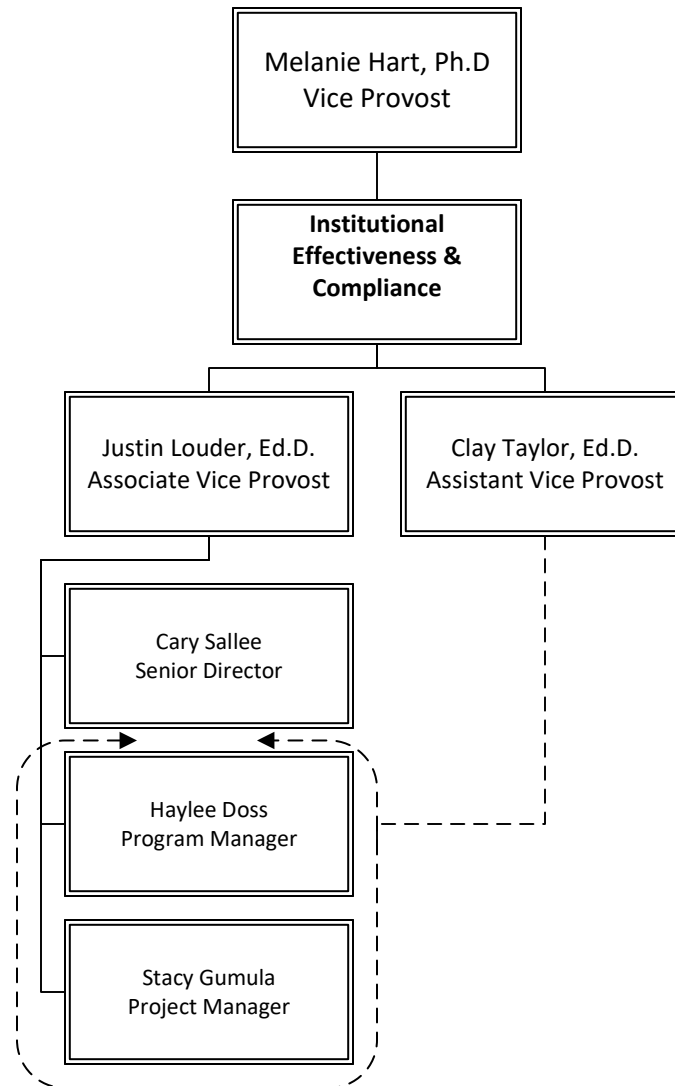 Melanie Hart, Ph.D
Vice Provost
Institutional
Effectiveness &
Compliance
Justin Louder, Ed.D.
Associate Vice Provost
Clay Taylor, Ed.D.
Assistant Vice Provost
Cary Sallee
Senior Director
Haylee Doss
Program Manager
Stacy Gumula
Project Manager